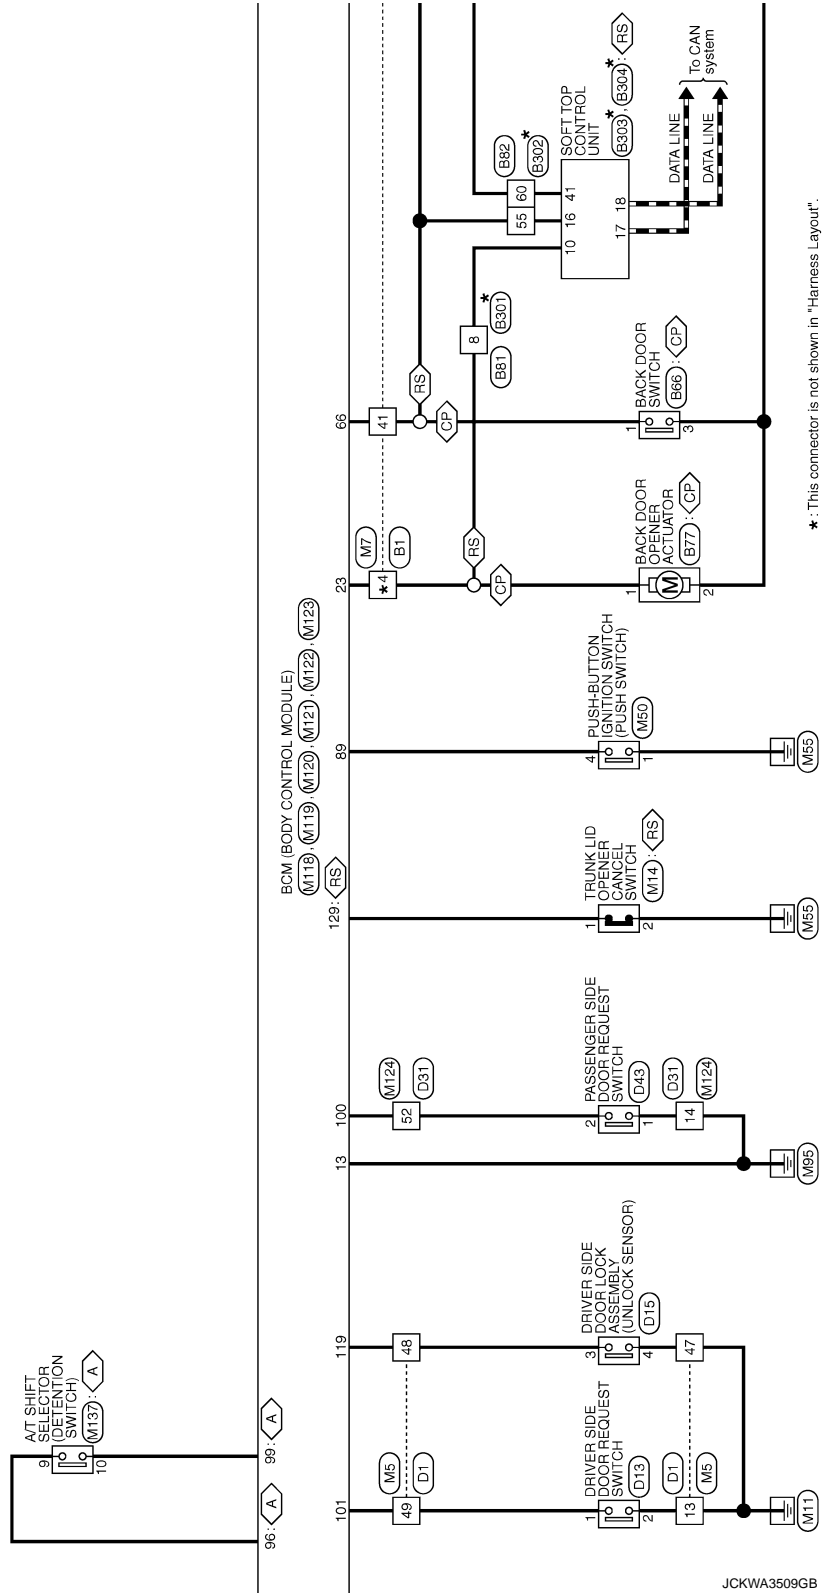 A/T SHIFT
SELECTOR
(DETENTION
SWITCH)
M137 : A
9
10
96 : A
99 : A
BCM (BODY CONTROL MODULE)
M118 , M119 , M120 , M121 , M122 , M123
101
119
13
100
129 : RS
89
23
66
49
M5
D1
48
DRIVER SIDE
DOOR REQUEST
SWITCH
D13
1
2
13
D1
M5
DRIVER SIDE
DOOR LOCK
ASSEMBLY
(UNLOCK SENSOR)
D15
3
4
47
M11
52
M124
D31
PASSENGER SIDE
DOOR REQUEST
SWITCH
D43
2
1
14
D31
M124
M95
TRUNK LID
OPENER
CANCEL
SWITCH
M14 : RS
1
2
M55
PUSH-BUTTON
IGNITION SWITCH
(PUSH SWITCH)
M50
4
1
M55
*4
M7
B1
41
RS
CP
RS
CP
BACK DOOR
OPENER
ACTUATOR
B77 : CP
1
M
2
BACK DOOR
SWITCH
B66 : CP
1
3
8
B81
*
B301
55
60
B82
*
B302
10
16
41
17
18
SOFT TOP
CONTROL
UNIT
* *
B303 , B304 : RS
DATA LINE
DATA LINE
To CAN
system
* : This connector is not shown in "Harness Layout".
JCKWA3509GB